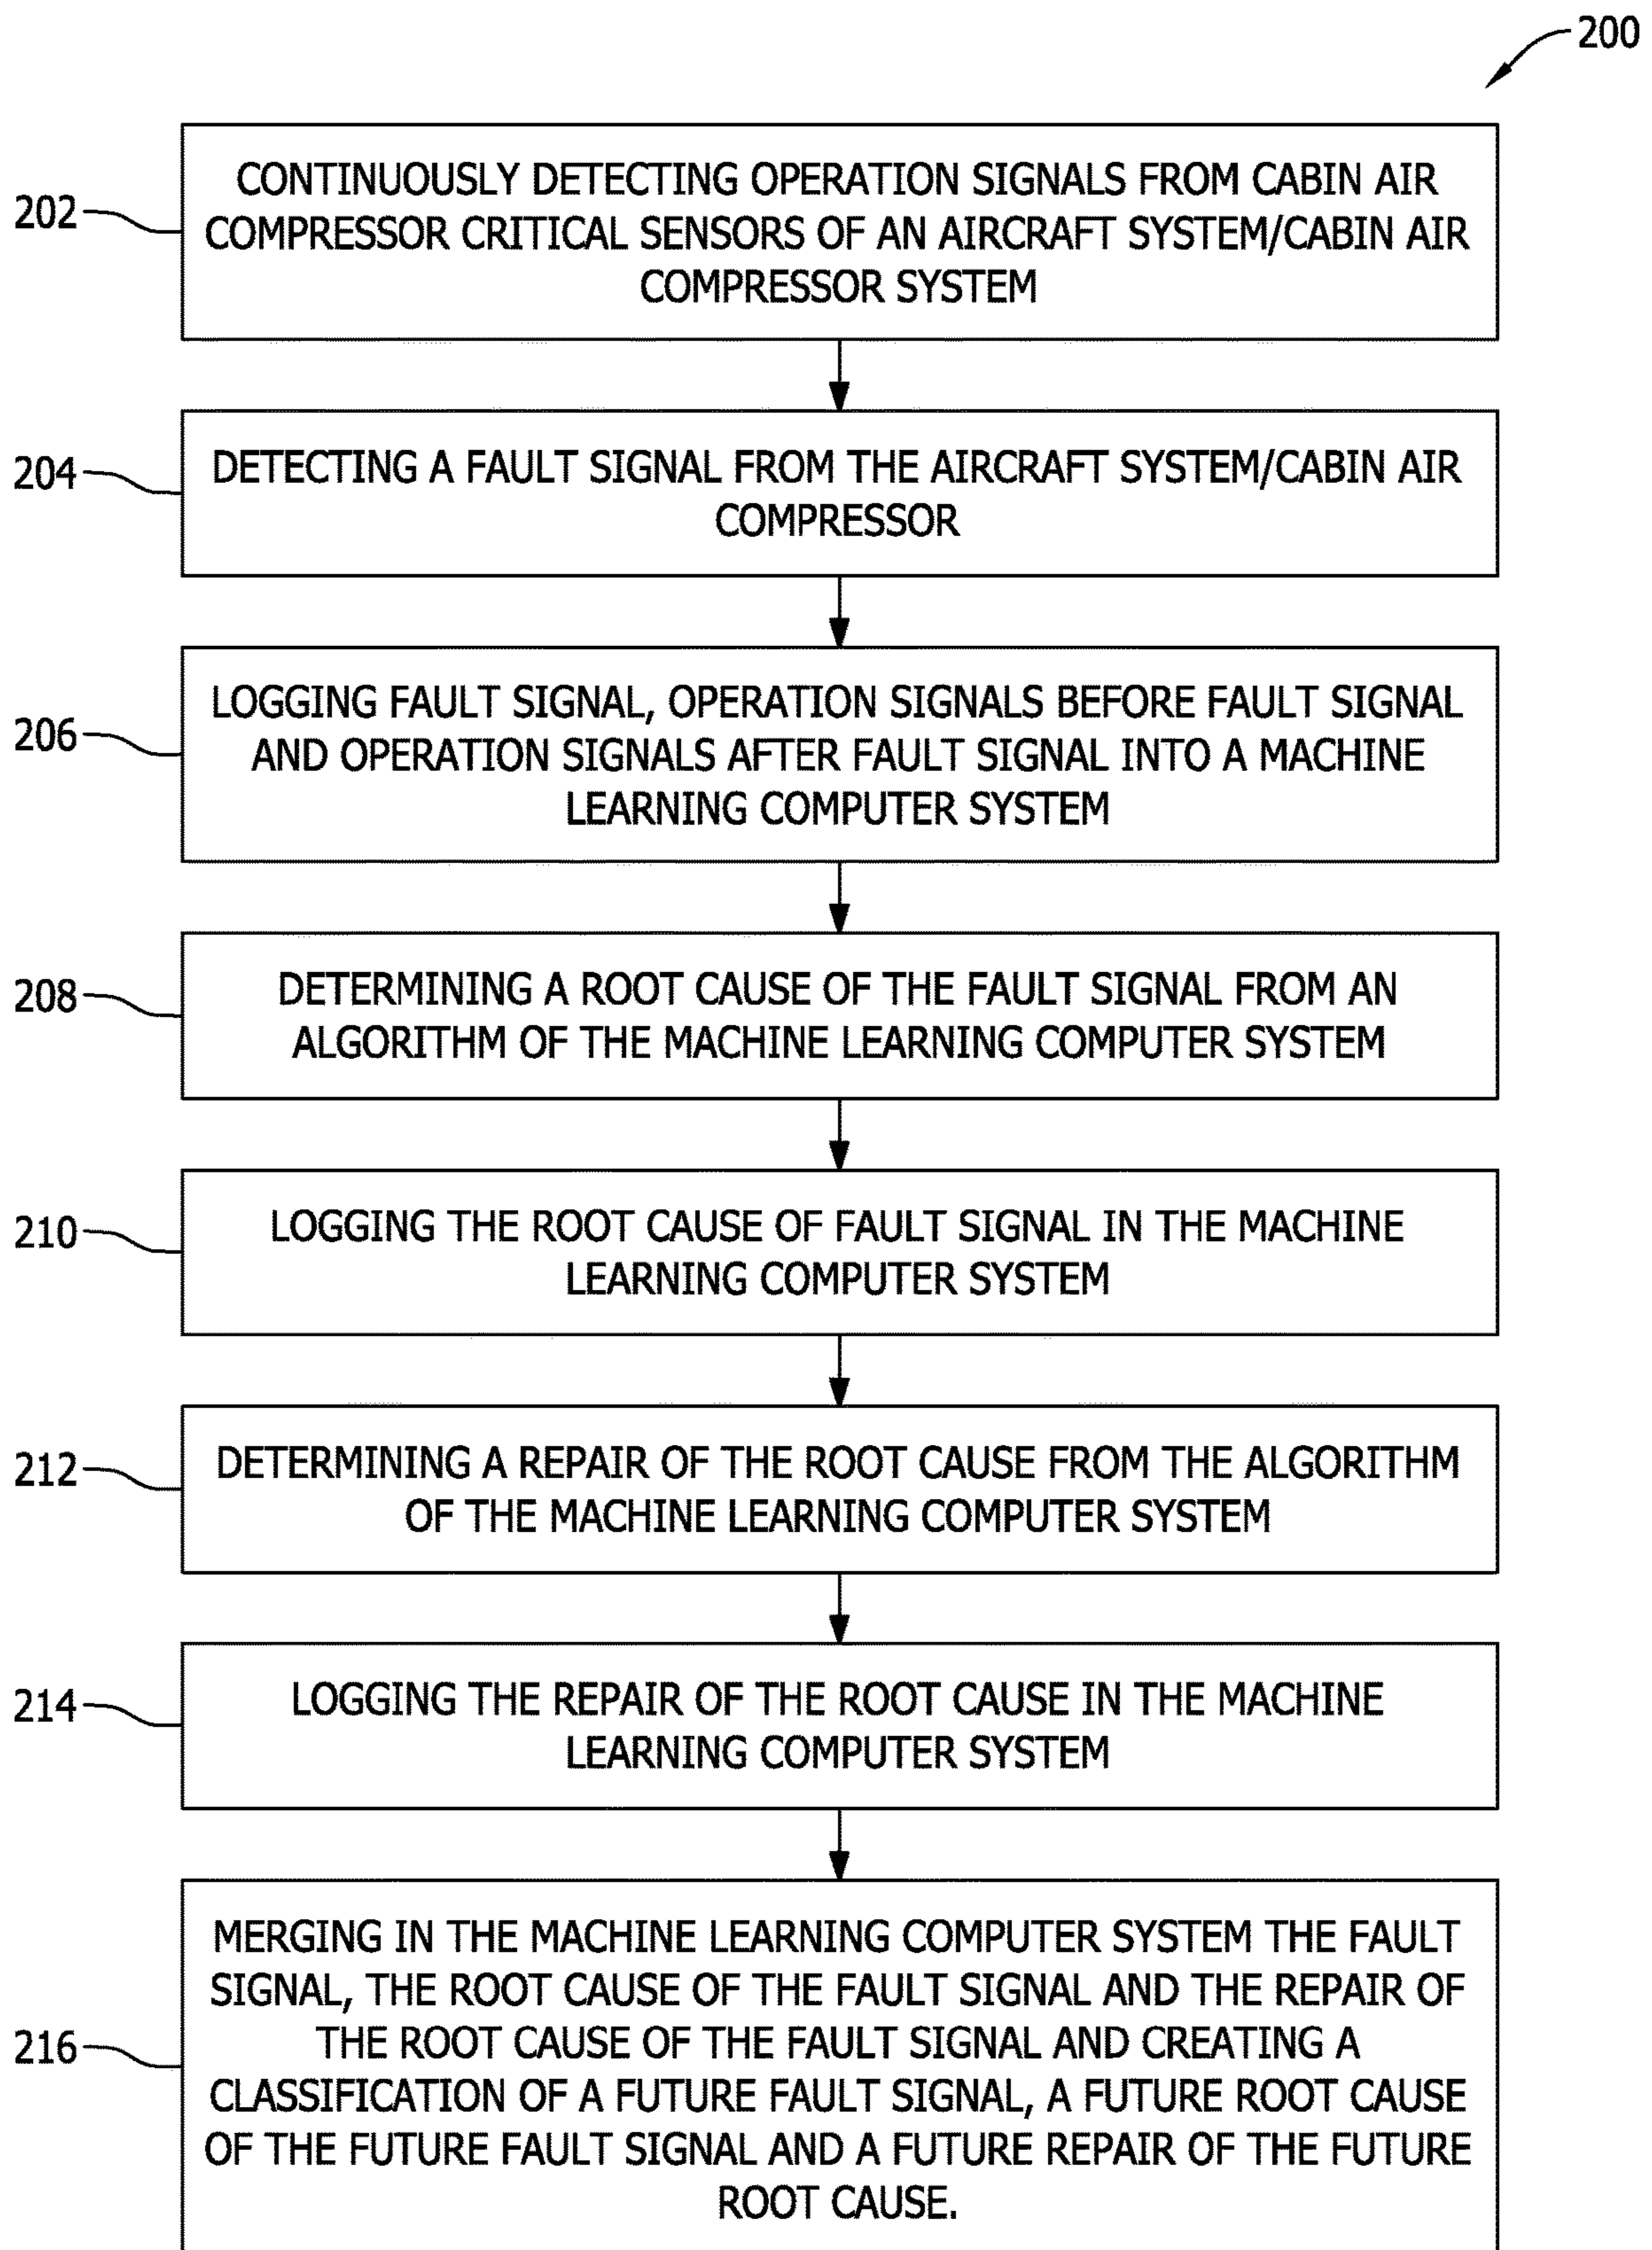 200
202
CONTINUOUSLY DETECTING OPERATION SIGNALS FROM CABIN AIR
COMPRESSOR CRITICAL SENSORS OF AN AIRCRAFT SYSTEM/CABIN AIR
COMPRESSOR SYSTEM
204
DETECTING A FAULT SIGNAL FROM THE AIRCRAFT SYSTEM/CABIN AIR
COMPRESSOR
206
LOGGING FAULT SIGNAL, OPERATION SIGNALS BEFORE FAULT SIGNAL
AND OPERATION SIGNALS AFTER FAULT SIGNAL INTO A MACHINE
LEARNING COMPUTER SYSTEM
208
DETERMINING A ROOT CAUSE OF THE FAULT SIGNAL FROM AN
ALGORITHM OF THE MACHINE LEARNING COMPUTER SYSTEM
210
LOGGING THE ROOT CAUSE OF FAULT SIGNAL IN THE MACHINE
LEARNING COMPUTER SYSTEM
212
DETERMINING A REPAIR OF THE ROOT CAUSE FROM THE ALGORITHM
OF THE MACHINE LEARNING COMPUTER SYSTEM
214
LOGGING THE REPAIR OF THE ROOT CAUSE IN THE MACHINE
LEARNING COMPUTER SYSTEM
216
MERGING IN THE MACHINE LEARNING COMPUTER SYSTEM THE FAULT
SIGNAL, THE ROOT CAUSE OF THE FAULT SIGNAL AND THE REPAIR OF
THE ROOT CAUSE OF THE FAULT SIGNAL AND CREATING A
CLASSIFICATION OF A FUTURE FAULT SIGNAL, A FUTURE ROOT CAUSE
OF THE FUTURE FAULT SIGNAL AND A FUTURE REPAIR OF THE FUTURE
ROOT CAUSE.